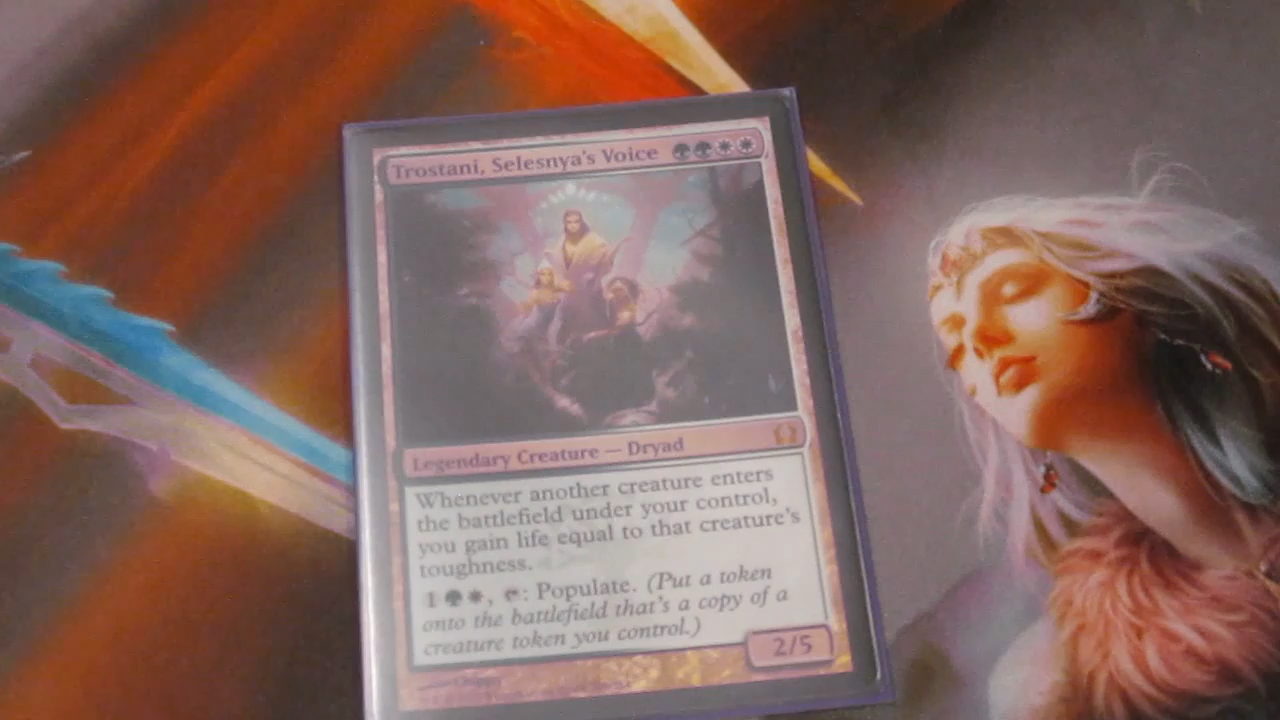 Trostani, Selesnya's Voice
Legendary Creature — Dryad
Whenever another creature enters
the battlefield under your control,
you gain life equal to that creature's
toughness.
1 , : Populate. (Put a token
onto the battlefield that's a copy of a
creature token you control.)
2/5